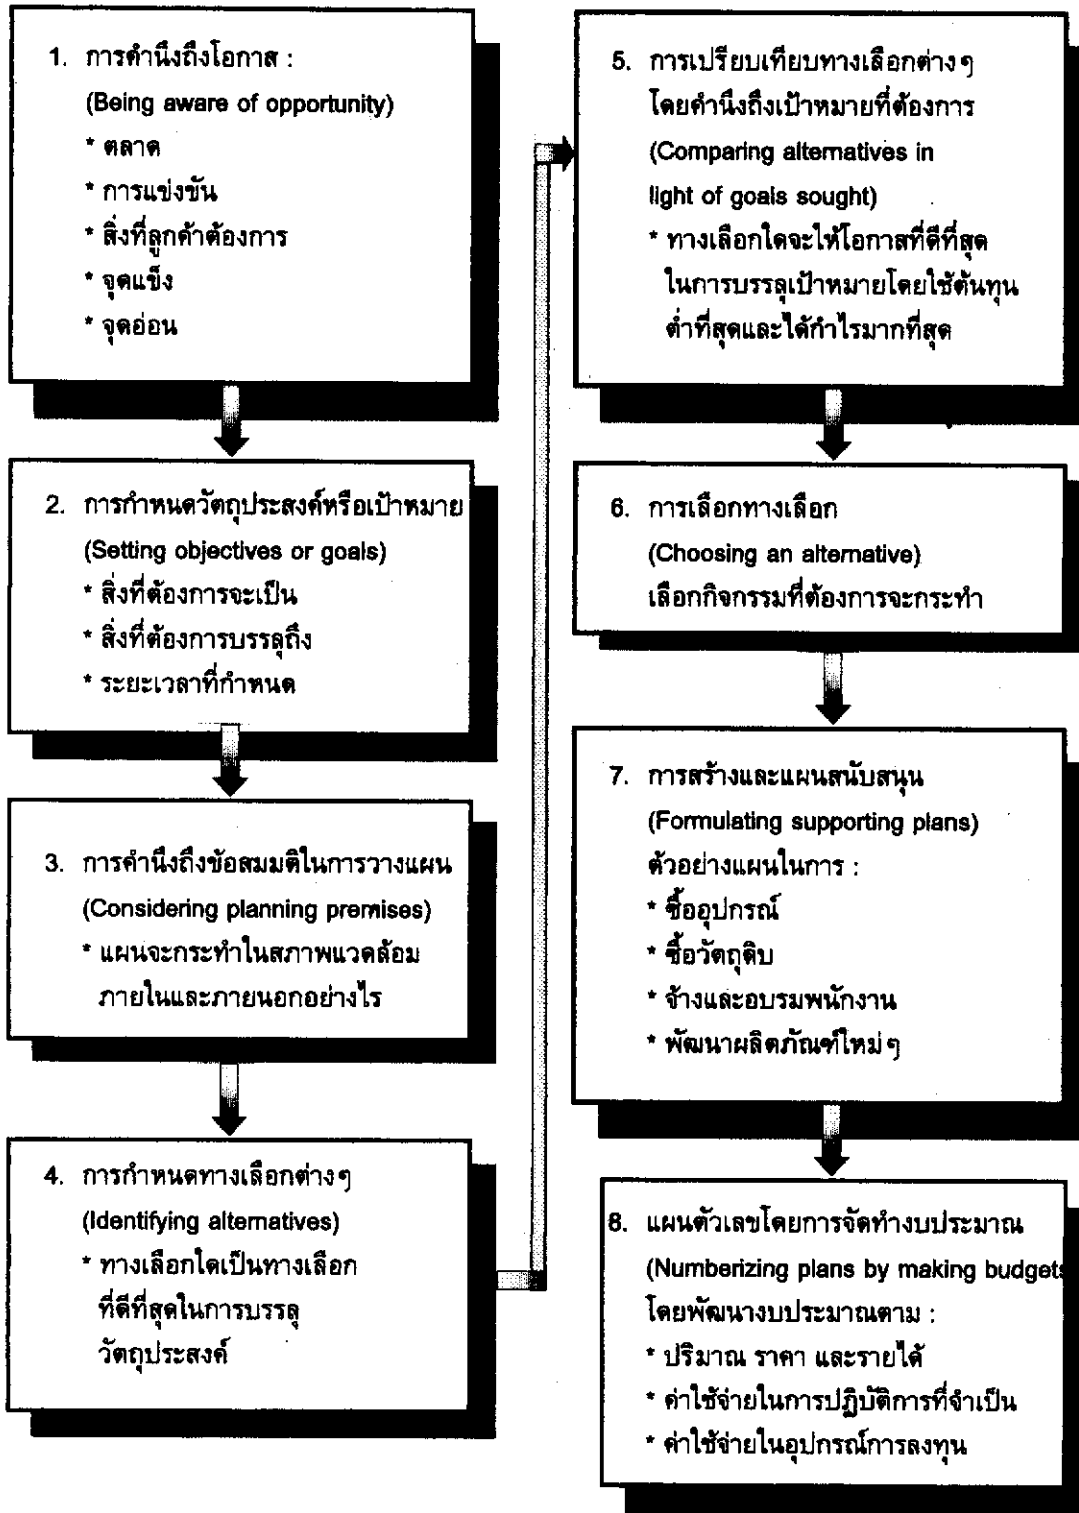 1. การคำนึงถึงโอกาส :
(Being aware of opportunity)
* ตลาด
* การแข่งขัน
* สิ่งที่ลูกค้าต้องการ
* จุดแข็ง
* จุดอ่อน
2. การกำหนดวัตถุประสงค์หรือเป้าหมาย
(Setting objectives or goals)
* สิ่งที่ต้องการจะเป็น
* สิ่งที่ต้องการบรรลุถึง
* ระยะเวลาที่กำหนด
3. การคำนึงถึงข้อสมมติในการวางแผน
(Considering planning premises)
* แผนจะกระทำในสภาพแวดล้อม
ภายในและภายนอกอย่างไร
4. การกำหนดทางเลือกต่างๆ
(Identifying alternatives)
* ทางเลือกใดเป็นทางเลือก
ที่ดีที่สุดในการบรรลุ
วัตถุประสงค์
5. การเปรียบเทียบทางเลือกต่างๆ
โดยคำนึงถึงเป้าหมายที่ต้องการ
(Comparing alternatives in
light of goals sought)
* ทางเลือกใดจะให้โอกาสที่ดีที่สุด
ในการบรรลุเป้าหมายโดยใช้ต้นทุน
ต่ำที่สุดและได้กำไรมากที่สุด
6. การเลือกทางเลือก
(Choosing an alternative)
เลือกกิจกรรมที่ต้องการจะกระทำ
7. การสร้างและแผนสนับสนุน
(Formulating supporting plans)
ตัวอย่างแผนในการ :
* ซื้ออุปกรณ์
* ซื้อวัตถุดิบ
* จ้างและอบรมพนักงาน
* พัฒนาผลิตภัณฑ์ใหม่ๆ
8. แผนตัวเลขโดยการจัดทำงบประมาณ
(Numberizing plans by making budgets
โดยพัฒนางบประมาณตาม :
* ปริมาณ ราคา และรายได้
* ค่าใช้จ่ายในการปฏิบัติการที่จำเป็น
* ค่าใช้จ่ายในอุปกรณ์การลงทุน